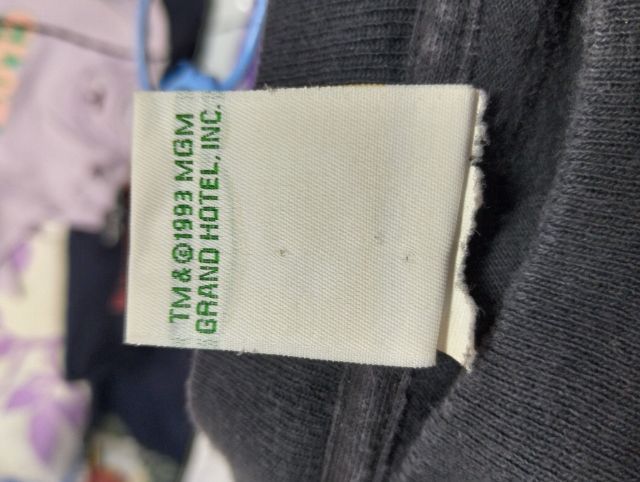 TM & ©1993 MGM
GRAND HOTEL, INC.